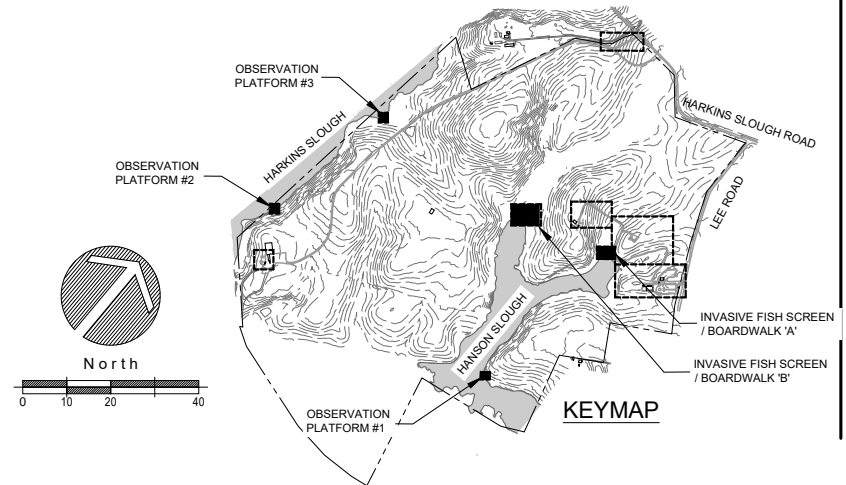 OBSERVATION
PLATFORM #3
HARKINS SLOUGH
HARKINS SLOUGH ROAD
OBSERVATION
PLATFORM #2
LEE ROAD
North
0 10 20 40
HANSON SLOUGH
INVASIVE FISH SCREEN
/ BOARDWALK 'A'
INVASIVE FISH SCREEN
/ BOARDWALK 'B'
OBSERVATION
PLATFORM #1
KEYMAP